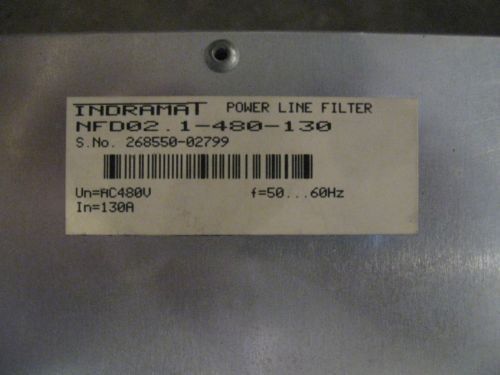 INDRAMAT POWER LINE FILTER
NFD02.1-480-130
S.No. 268550-02799
Un=AC480V f=50...60Hz
In=130A